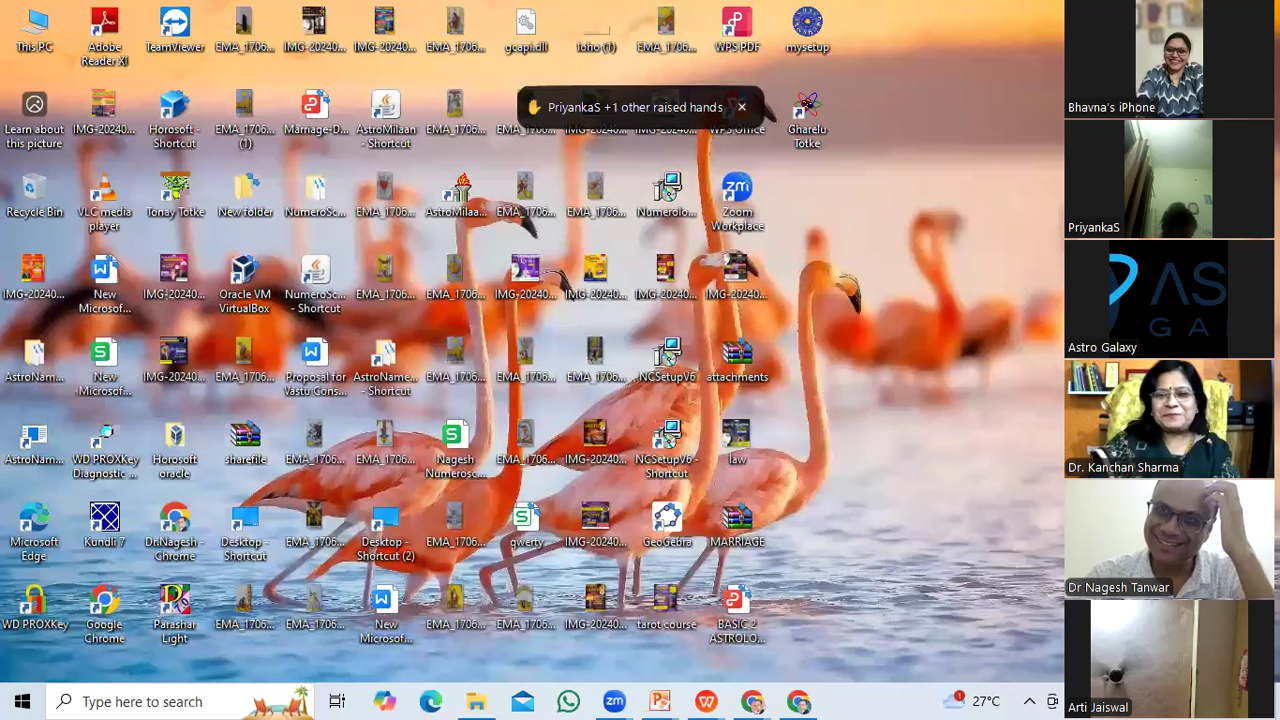 This PC
Adobe
Reader XI
TeamViewer
EMA_1706...
IMG-20240...
IMG-20240...
EMA_1706...
gcapi.dll
EMA_1706...
WPS PDF
mysetup
PriyankaS +1 other raised hands
Learn about
this picture
IMG-20240...
Horosoft -
Shortcut
EMA_1706...
(1)
Marriage-D...
AstroMilaan
- Shortcut
EMA_1706...
WPS Office
Gharelu
Totke
Recycle Bin
VLC media
player
Tonay Totke
New folder
NumeroSc...
EMA_1706...
AstroMilaa...
EMA_1706...
EMA_1706...
Numerolo...
Zoom
Workplace
IMG-20240...
New
Microsof...
IMG-20240...
Oracle VM
VirtualBox
NumeroSc...
- Shortcut
EMA_1706...
EMA_1706...
IMG-20240...
IMG-20240...
IMG-20240...
IMG-20240...
AstroNam...
New
Microsof...
IMG-20240...
EMA_1706...
Proposal for
Vastu Cons...
AstroName...
- Shortcut
EMA_1706...
EMA_1706...
EMA_1706...
NCSetupV6
attachments
AstroNam...
WD PROXKey
Diagnostic ...
Horosoft
oracle
sharefile
EMA_1706...
EMA_1706...
Nagesh
Numerosc...
EMA_1706...
IMG-20240...
NCSetupV6 -
Shortcut
law
Microsoft
Edge
Kundli 7
Dr.Nagesh -
Chrome
Desktop -
Shortcut
EMA_1706...
Desktop -
Shortcut (2)
EMA_1706...
qwerty
IMG-20240...
GeoGebra
MARRIAGE
WD PROXKey
Google
Chrome
Parashar
Light
EMA_1706...
EMA_1706...
New
Microsof...
EMA_1706...
EMA_1706...
IMG-20240...
tarot course
BASIC 2
ASTROLO...
Type here to search
27°C
Bhavna's iPhone
PriyankaS
Astro Galaxy
Dr. Kanchan Sharma
Dr Nagesh Tanwar
Arti Jaiswal